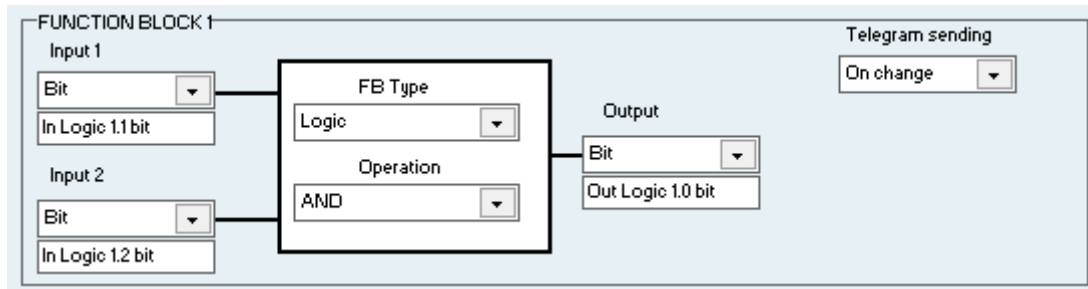 FUNCTION BLOCK 1
Input 1
Bit
In Logic 1.1 bit
Input 2
Bit
In Logic 1.2 bit
FB Type
Logic
Operation
AND
Output
Bit
Out Logic 1.0 bit
Telegram sending
On change